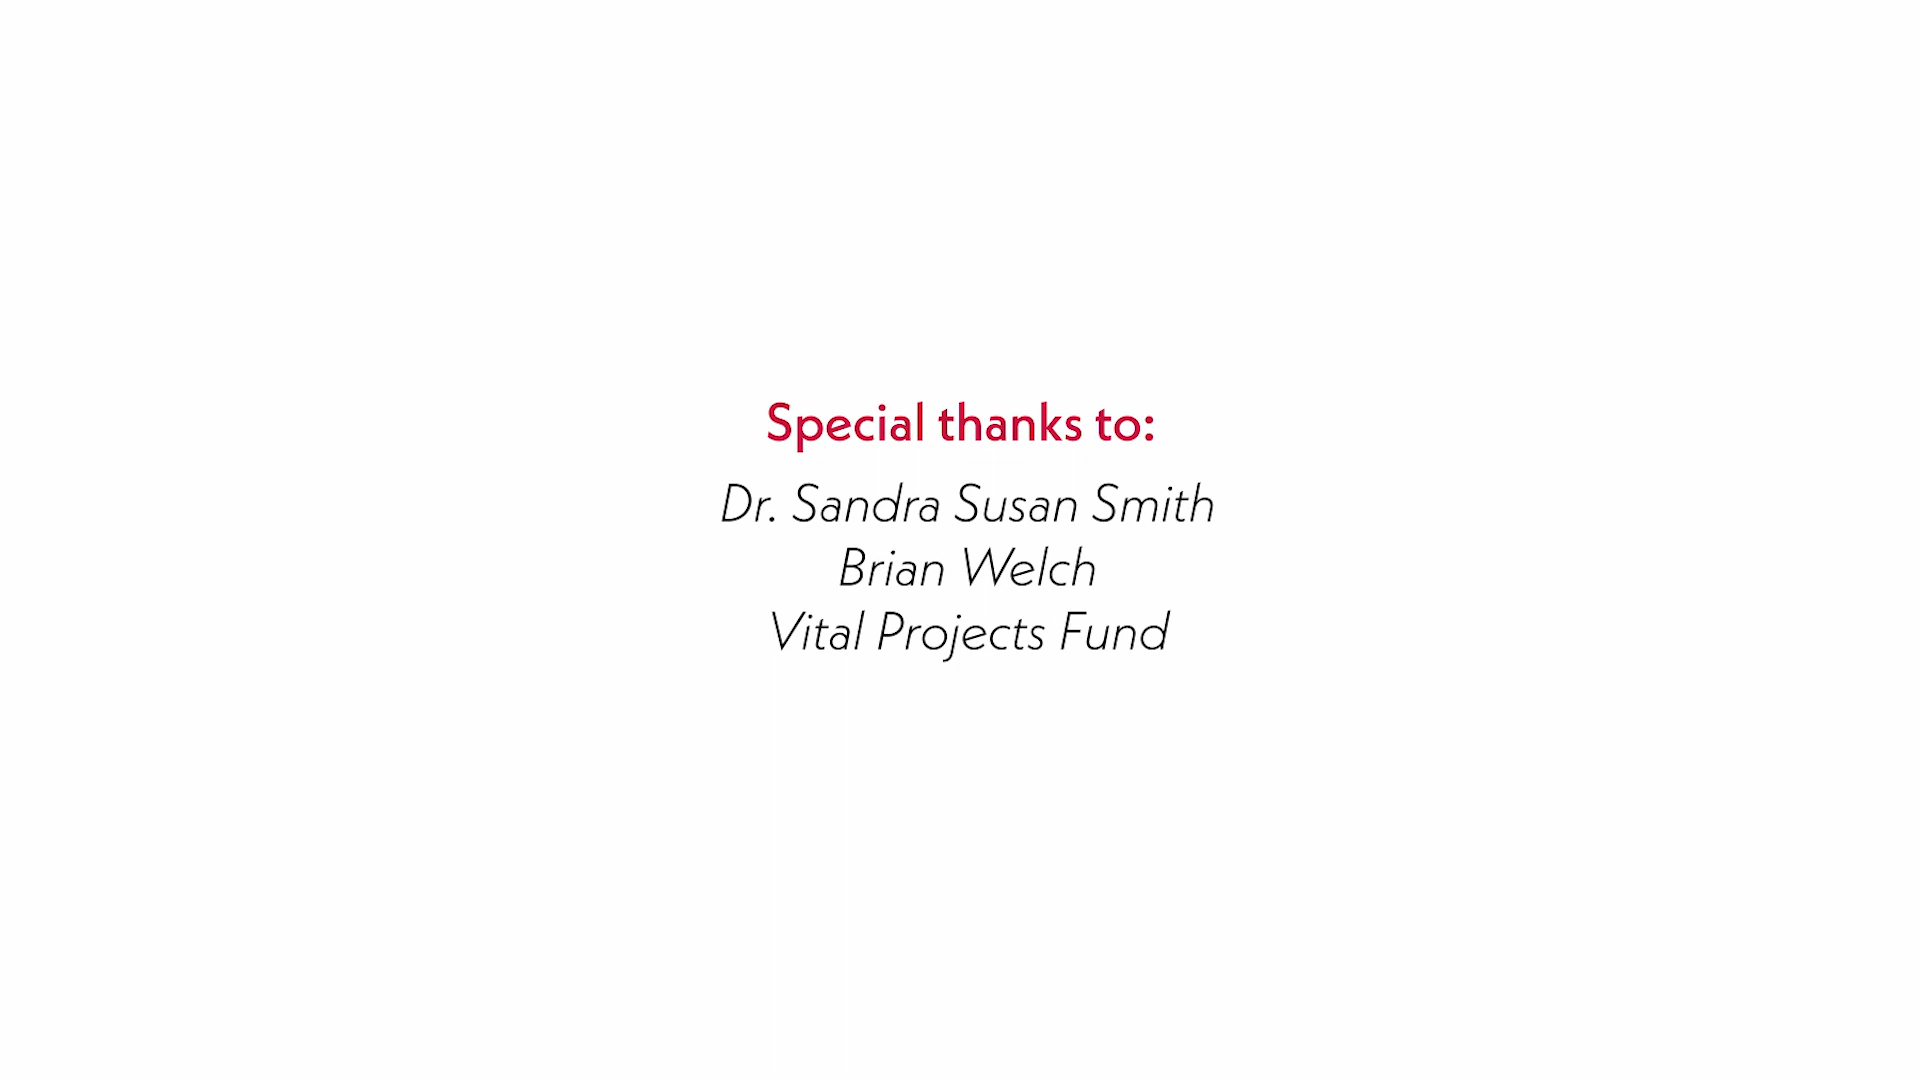 Special thanks to:
Dr. Sandra Susan Smith
Brian Welch
Vital Projects Fund